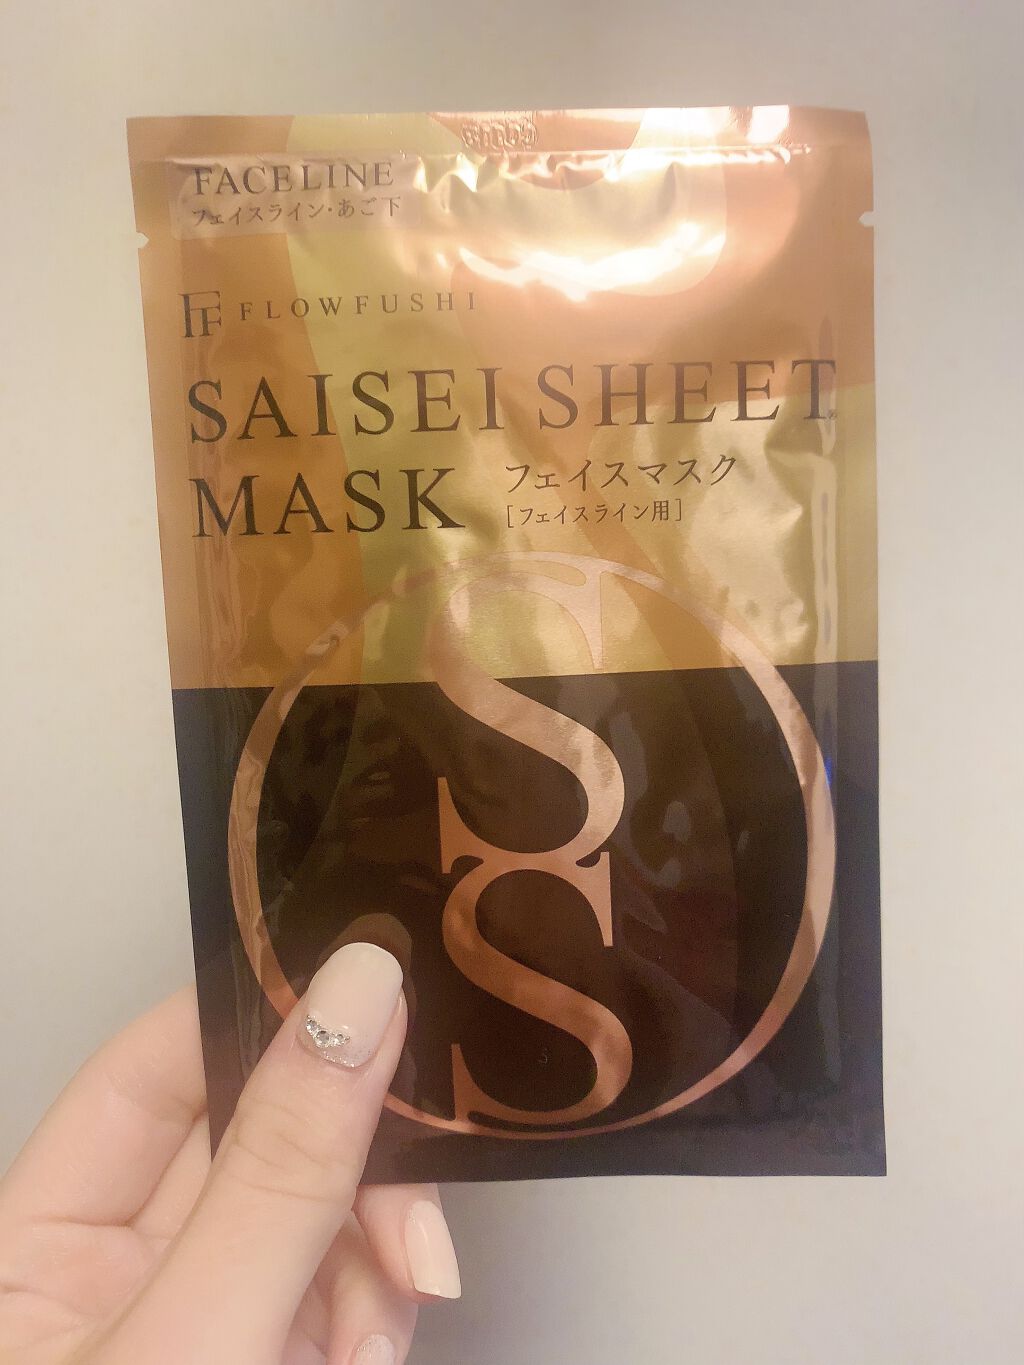 FACELINE
フェイスライン・あご下
FF FLOWFUSHI
SAISEI SHEET
MASK フェイスマスク
[フェイスライン用]
SS